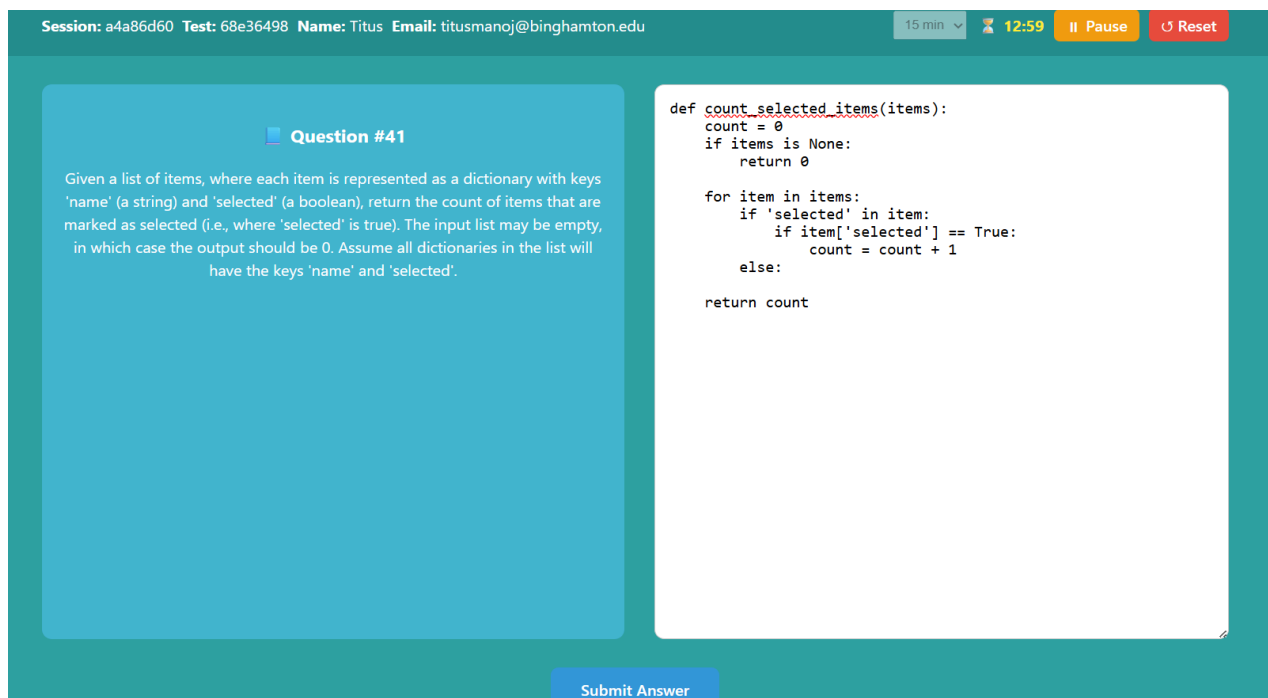 Session: a4a86d60 Test: 68e36498 Name: Titus Email: titusmanoj@binghamton.edu
15 min 12:59 Pause Reset
Question #41
Given a list of items, where each item is represented as a dictionary with keys
'name' (a string) and 'selected' (a boolean), return the count of items that are
marked as selected (i.e., where 'selected' is true). The input list may be empty,
in which case the output should be 0. Assume all dictionaries in the list will
have the keys 'name' and 'selected'.
def count_selected_items(items):
    count = 0
    if items is None:
        return 0
    for item in items:
        if 'selected' in item:
            if item['selected'] == True:
                count = count + 1
        else:
    return count
Submit Answer